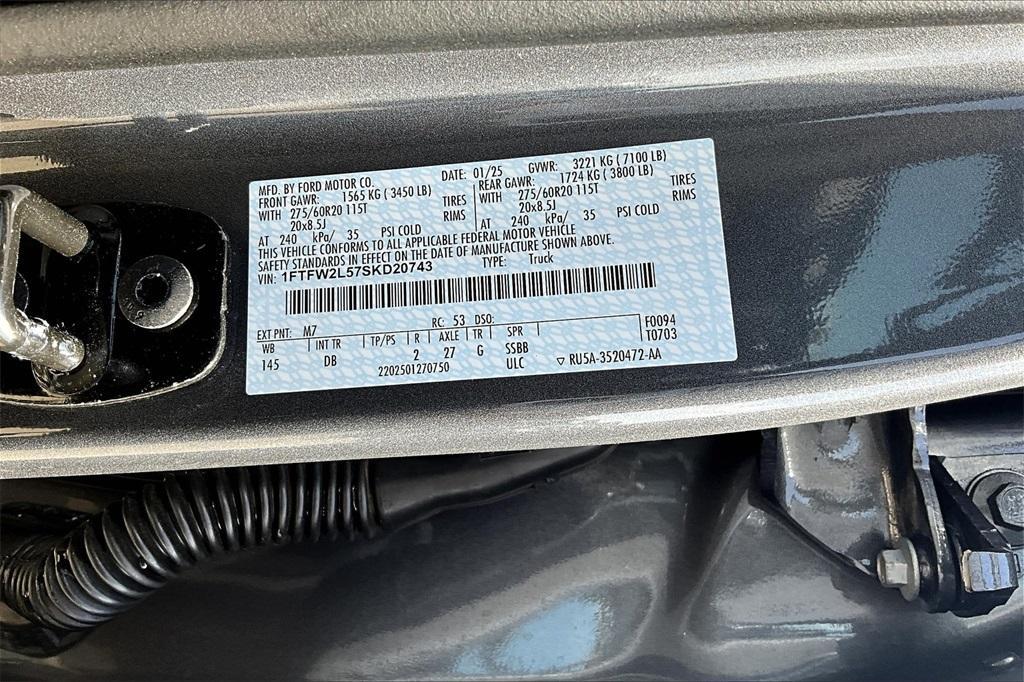 MFD. BY FORD MOTOR CO. DATE: 01/25 GVWR: 3221 KG ( 7100 LB)
FRONT GAWR: 1565 KG ( 3450 LB) REAR GAWR: 1724 KG ( 3800 LB)
WITH 275/60R20 115T TIRES WITH 275/60R20 115T TIRES
20x8.5J RIMS 20x8.5J RIMS
AT 240 kPa/ 35 PSI COLD AT 240 kPa/ 35 PSI COLD
THIS VEHICLE CONFORMS TO ALL APPLICABLE FEDERAL MOTOR VEHICLE
SAFETY STANDARDS IN EFFECT ON THE DATE OF MANUFACTURE SHOWN ABOVE.
VIN: 1FTFW2L57SKD20743 TYPE: Truck
EXT PNT: M7 RC: 53 DSO: F0094
WB INT TR TP/PS R AXLE TR SPR T0703
145 DB 2 27 G SSBB
2202501270750 ULC ▽ RU5A-3520472-AA